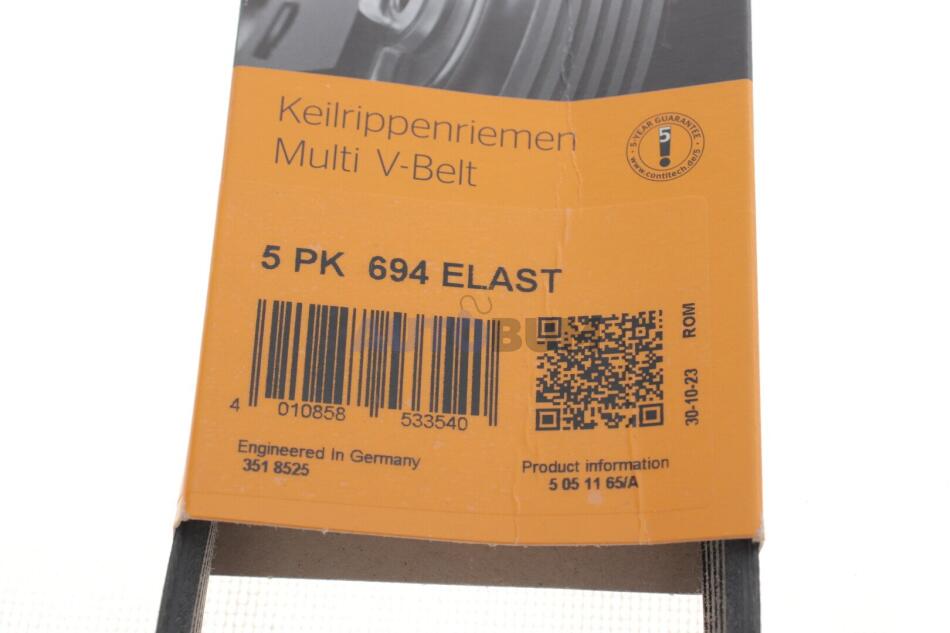 Keilrippenriemen
Multi V-Belt
5-YEAR GUARANTEE
5
www.contitech.de/5
5 PK 694 ELAST
4 010858 533540
30-10-23 ROM
Engineered In Germany
351 8525
Product information
5 05 11 65/A